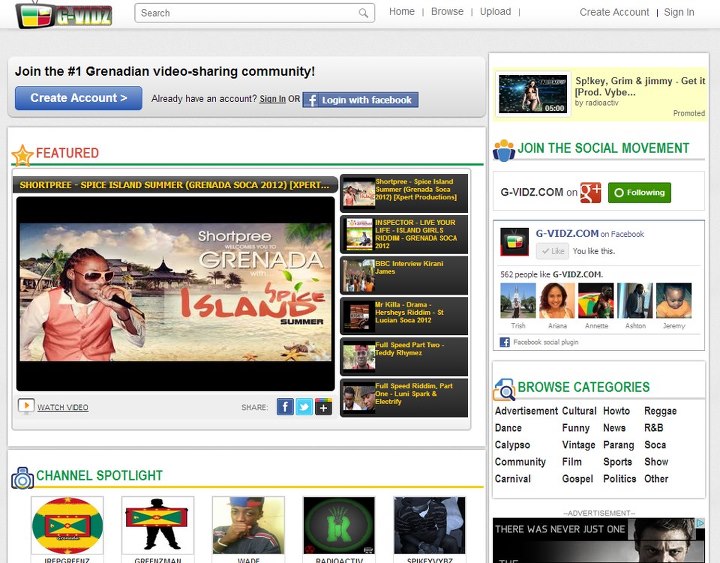 G-VIDZ
Search
Home | Browse | Upload |
Create Account | Sign In
Join the #1 Grenadian video-sharing community!
Create Account >
Already have an account? Sign In OR
f Login with facebook
FEATURED
SHORTPREE - SPICE ISLAND SUMMER (GRENADA SOCA 2012) [XPERT...
Shortpree
WELCOMES YOU TO
GRENADA
WITH
SPICE
ISLAND
SUMMER
WATCH VIDEO
SHARE:
Shortpree - Spice Island
Summer (Grenada Soca
2012) [Xpert Productions]
INSPECTOR - LIVE YOUR
LIFE - ISLAND GIRLS
RIDDIM - GRENADA SOCA
2012
BBC Interview Kirani
James
Mr Killa - Drama -
Hersheys Riddim - St
Lucian Soca 2012
Full Speed Part Two -
Teddy Rhymez
Full Speed Riddim, Part
One - Luni Spark &
Electrify
CHANNEL SPOTLIGHT
IREPGREENZ
GREENZMAN
WADE
RADIOACTIV
SPIKEYVYBZ
05:00
Sp!key, Grim & jimmy - Get it
[Prod. Vybe...
by radioactiv
Promoted
JOIN THE SOCIAL MOVEMENT
G-VIDZ.COM on g+ Following
G-VIDZ.COM on Facebook
Like You like this.
562 people like G-VIDZ.COM.
Trish Ariana Annette Ashton Jeremy
Facebook social plugin
BROWSE CATEGORIES
Advertisement Cultural Howto Reggae
Dance Funny News R&B
Calypso Vintage Parang Soca
Community Film Sports Show
Carnival Gospel Politics Other
--ADVERTISEMENT--
THERE WAS NEVER JUST ONE
THE